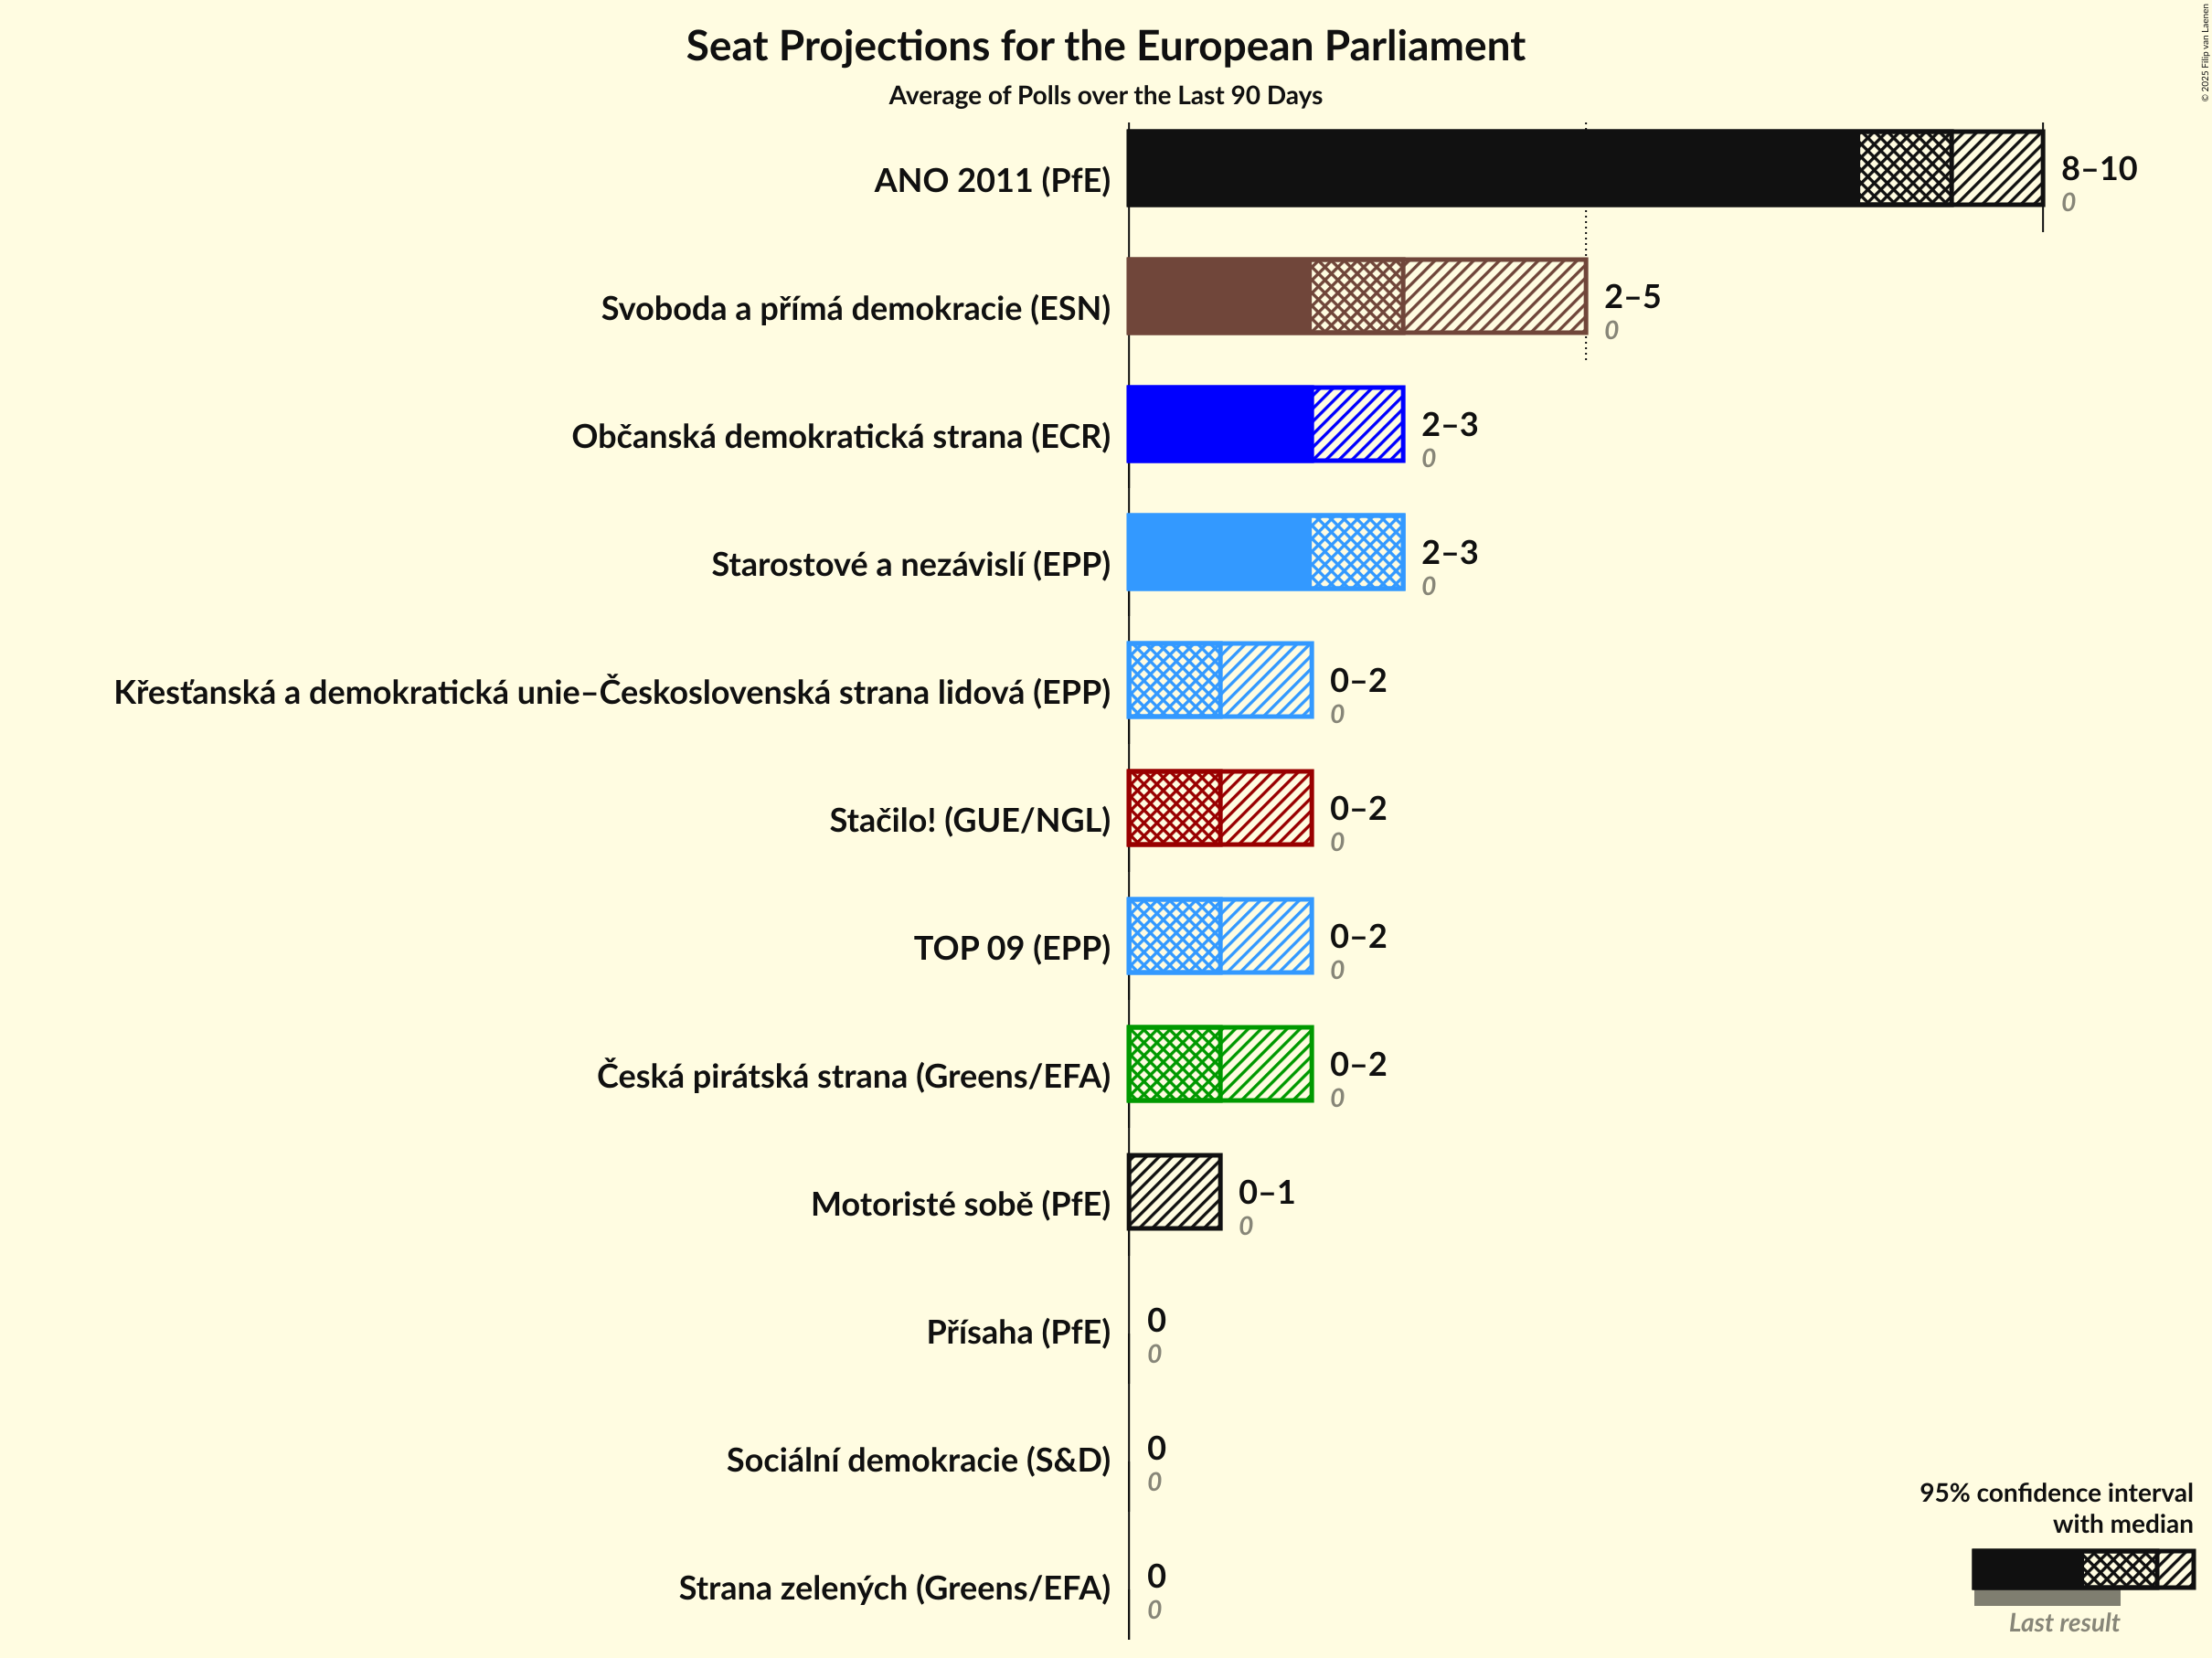 Seat Projections for the European Parliament
Average of Polls over the Last 90 Days
© 2025 Filip van Laenen
ANO 2011 (PfE)
8–10
0
Svoboda a přímá demokracie (ESN)
2–5
0
Občanská demokratická strana (ECR)
2–3
0
Starostové a nezávislí (EPP)
2–3
0
Křesťanská a demokratická unie–Československá strana lidová (EPP)
0–2
0
Stačilo! (GUE/NGL)
0–2
0
TOP 09 (EPP)
0–2
0
Česká pirátská strana (Greens/EFA)
0–2
0
Motoristé sobě (PfE)
0–1
0
Přísaha (PfE)
0
0
Sociální demokracie (S&D)
0
0
Strana zelených (Greens/EFA)
0
0
95% confidence interval
with median
Last result